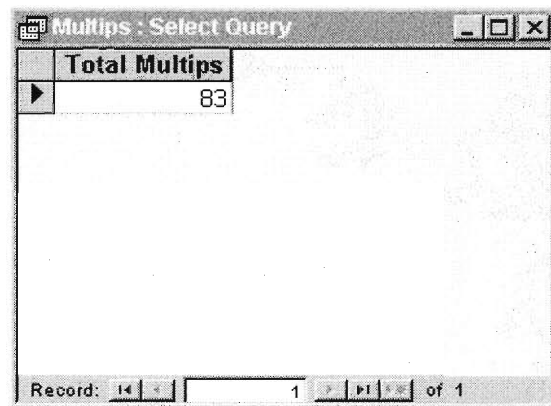 Multips : Select Query
Total Multips
83
Record: 1 of 1